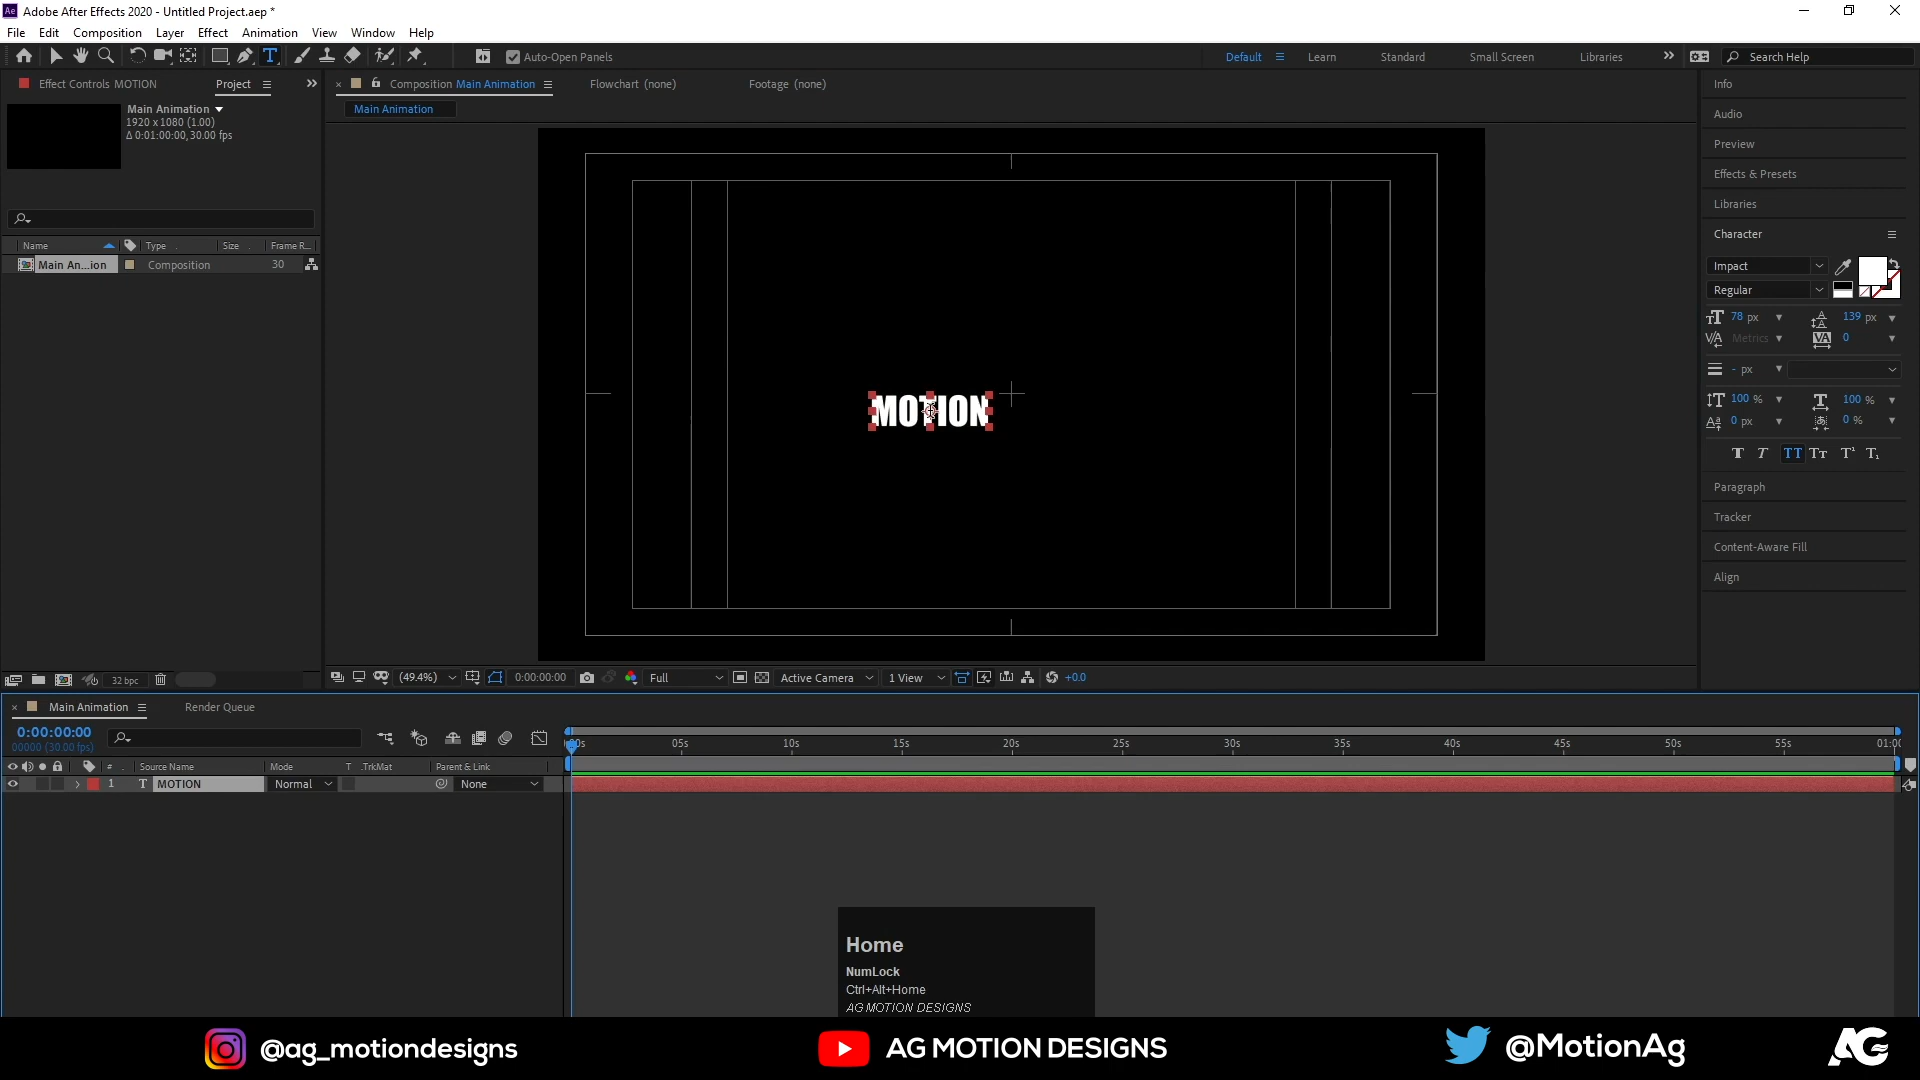 Adobe After Effects 2020 - Untitled Project.aep *
File Edit Composition Layer Effect Animation View Window Help
Auto-Open Panels
Default Learn Standard Small Screen Libraries Search Help
Effect Controls MOTION Project
Composition Main Animation Flowchart (none) Footage (none)
Main Animation
Main Animation
1920 x 1080 (1.00)
Δ 0:01:00:00, 30.00 fps
Name Type Size Frame R...
Main An...ion Composition 30
MOTION
Info
Audio
Preview
Effects & Presets
Libraries
Character
Impact
Regular
78 px 139 px
Metrics 0
- px
100 % 100 %
0 px 0 %
Paragraph
Tracker
Content-Aware Fill
Align
32 bpc
(49.4%) 0:00:00:00 Full Active Camera 1 View +0.0
Main Animation Render Queue
0:00:00:00
00000 (30.00 fps)
:00s 05s 10s 15s 20s 25s 30s 35s 40s 45s 50s 55s 01:00
# Source Name Mode T .TrkMat Parent & Link
1 T MOTION Normal None
Home
NumLock
Ctrl+Alt+Home
AG MOTION DESIGNS
@ag_motiondesigns AG MOTION DESIGNS @MotionAg AG